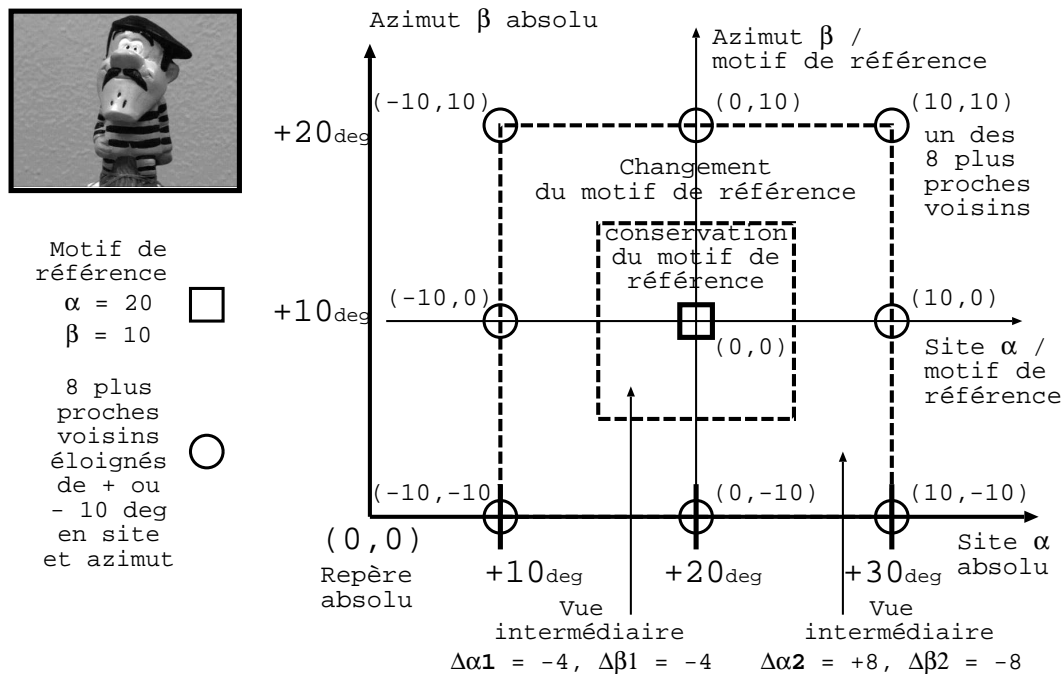 Azimut β absolu
Azimut β /
motif de référence
(-10,10)
(0,10)
(10,10)
+20deg
un des
8 plus
proches
voisins
Changement
du motif de référence
conservation
du motif de
référence
Motif de
référence
α = 20
β = 10
+10deg
(-10,0)
(10,0)
(0,0)
Site α /
motif de
référence
8 plus
proches
voisins
éloignés
de + ou
- 10 deg
en site
et azimut
(-10,-10
(0,-10)
(10,-10)
(0,0)
Repère
absolu
+10deg
+20deg
+30deg
Site α
absolu
Vue
intermédiaire
Δα1 = -4, Δβ1 = -4
Vue
intermédiaire
Δα2 = +8, Δβ2 = -8